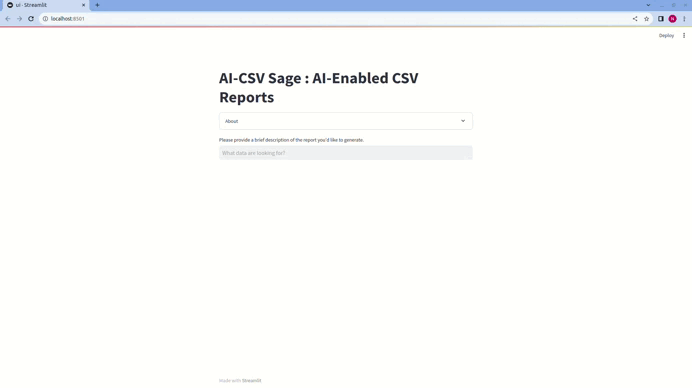 ui · Streamlit
localhost:8501
Deploy
AI-CSV Sage : AI-Enabled CSV
Reports
About
Please provide a brief description of the report you'd like to generate.
What data are looking for?
Made with Streamlit